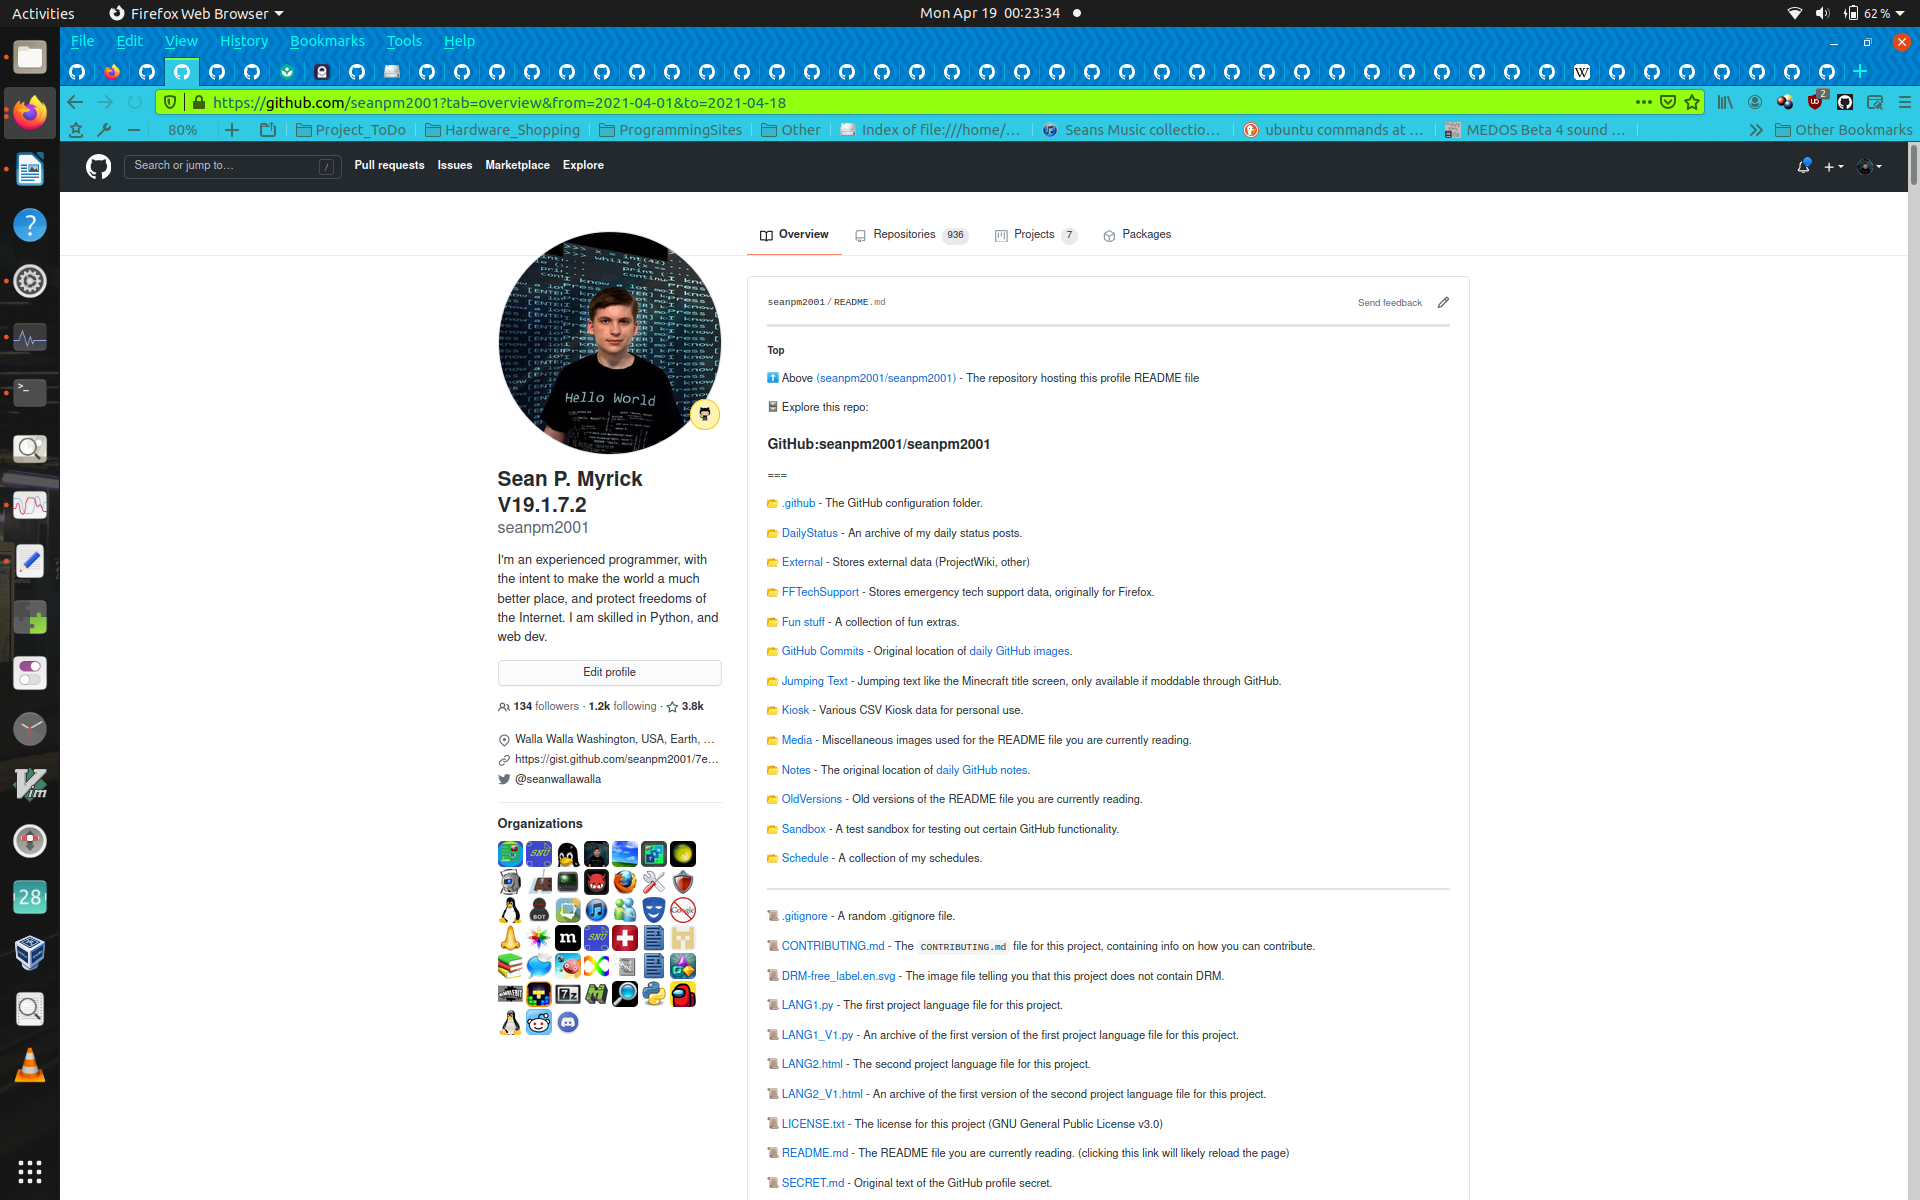 Activities
Firefox Web Browser
Mon Apr 19 00:23:34
62 %
File Edit View History Bookmarks Tools Help
https://github.com/seanpm2001?tab=overview&from=2021-04-01&to=2021-04-18
2
80%
Project_ToDo
Hardware_Shopping
ProgrammingSites
Other
Index of file:///home/...
Seans Music collectio...
ubuntu commands at ...
MEDOS Beta 4 sound ...
Other Bookmarks
Search or jump to...
/
Pull requests
Issues
Marketplace
Explore
Overview
Repositories 936
Projects 7
Packages
Hello World
Sean P. Myrick
V19.1.7.2
seanpm2001
I'm an experienced programmer, with
the intent to make the world a much
better place, and protect freedoms of
the Internet. I am skilled in Python, and
web dev.
Edit profile
134 followers · 1.2k following · 3.8k
Walla Walla Washington, USA, Earth, ...
https://gist.github.com/seanpm2001/7e...
@seanwallawalla
Organizations
seanpm2001/README.md
Send feedback
Top
Above (seanpm2001/seanpm2001) - The repository hosting this profile README file
Explore this repo:
GitHub:seanpm2001/seanpm2001
===
.github - The GitHub configuration folder.
DailyStatus - An archive of my daily status posts.
External - Stores external data (ProjectWiki, other)
FFTechSupport - Stores emergency tech support data, originally for Firefox.
Fun stuff - A collection of fun extras.
GitHub Commits - Original location of daily GitHub images.
Jumping Text - Jumping text like the Minecraft title screen, only available if moddable through GitHub.
Kiosk - Various CSV Kiosk data for personal use.
Media - Miscellaneous images used for the README file you are currently reading.
Notes - The original location of daily GitHub notes.
OldVersions - Old versions of the README file you are currently reading.
Sandbox - A test sandbox for testing out certain GitHub functionality.
Schedule - A collection of my schedules.
.gitignore - A random .gitignore file.
CONTRIBUTING.md - The CONTRIBUTING.md file for this project, containing info on how you can contribute.
DRM-free_label.en.svg - The image file telling you that this project does not contain DRM.
LANG1.py - The first project language file for this project.
LANG1_V1.py - An archive of the first version of the first project language file for this project.
LANG2.html - The second project language file for this project.
LANG2_V1.html - An archive of the first version of the second project language file for this project.
LICENSE.txt - The license for this project (GNU General Public License v3.0)
README.md - The README file you are currently reading. (clicking this link will likely reload the page)
SECRET.md - Original text of the GitHub profile secret.